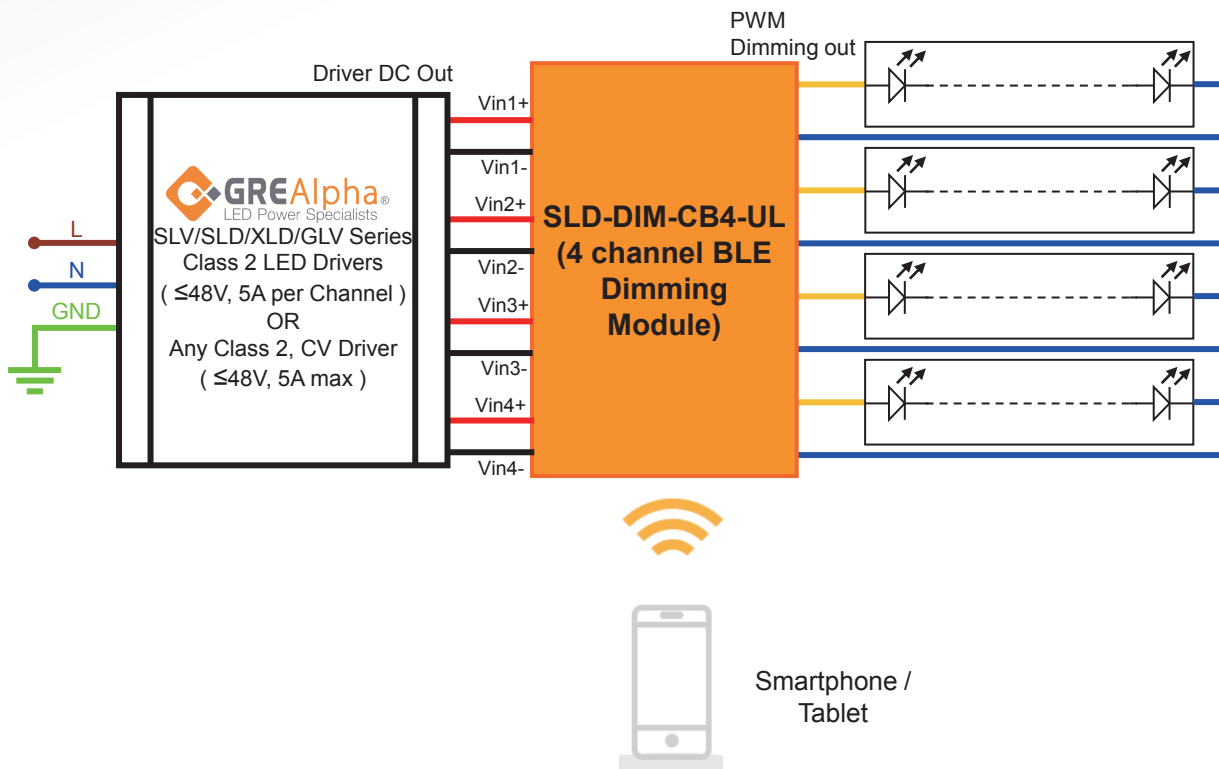 PWM
Dimming out
Driver DC Out
L
N
GND
GREAlpha®
LED Power Specialists
SLV/SLD/XLD/GLV Series
Class 2 LED Drivers
( ≤48V, 5A per Channel )
OR
Any Class 2, CV Driver
( ≤48V, 5A max )
Vin1+
Vin1-
Vin2+
Vin2-
Vin3+
Vin3-
Vin4+
Vin4-
SLD-DIM-CB4-UL
(4 channel BLE
Dimming
Module)
Smartphone /
Tablet